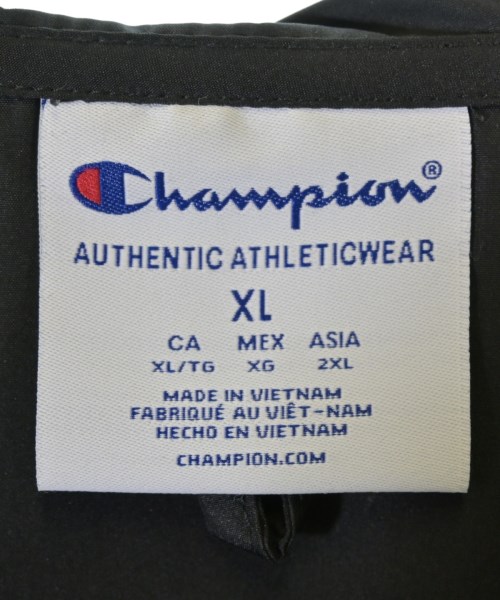 Champion®
AUTHENTIC ATHLETICWEAR
XL
CA MEX ASIA
XL/TG XG 2XL
MADE IN VIETNAM
FABRIQUÉ AU VIÊT-NAM
HECHO EN VIETNAM
CHAMPION.COM